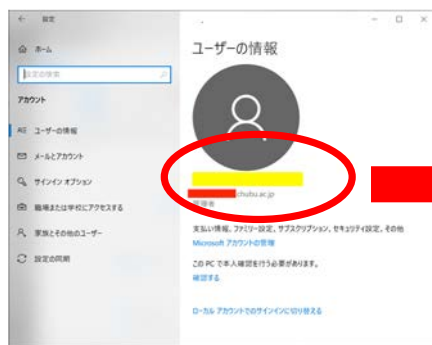 設定
ホーム
設定の検索
アカウント
ユーザーの情報
メールとアカウント
サインイン オプション
職場または学校にアクセスする
家族とその他のユーザー
設定の同期
ユーザーの情報
chubu.ac.jp
管理者
支払い情報、ファミリー設定、サブスクリプション、セキュリティ設定、その他
Microsoft アカウントの管理
この PC で本人確認を行う必要があります。
確認する
ローカル アカウントでのサインインに切り替える